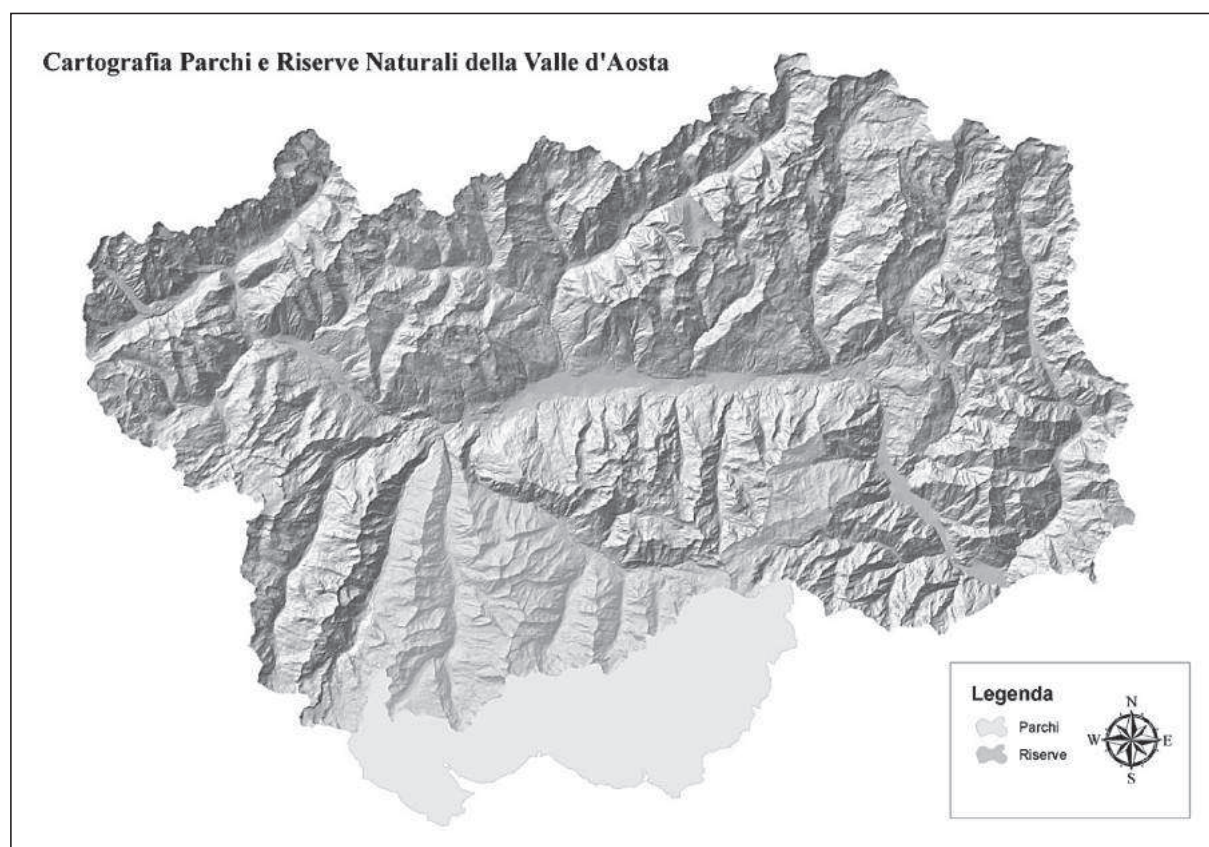 Cartografia Parchi e Riserve Naturali della Valle d'Aosta
Legenda
Parchi
Riserve
N
W E
S